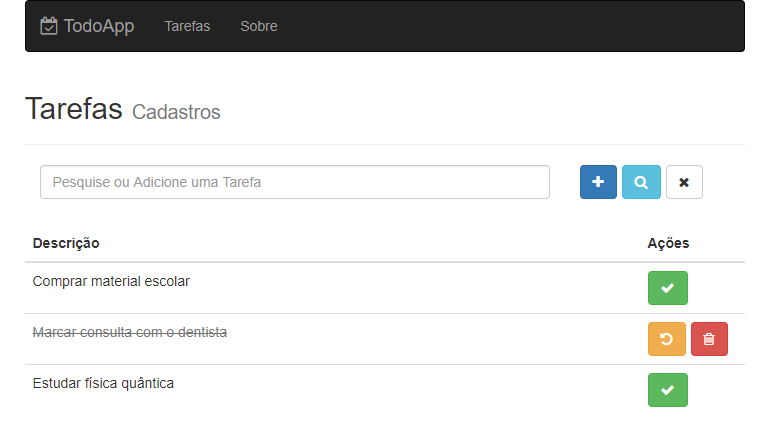 TodoApp Tarefas Sobre
Tarefas Cadastros
Pesquise ou Adicione uma Tarefa
Descrição Ações
Comprar material escolar
Marcar consulta com o dentista
Estudar física quântica